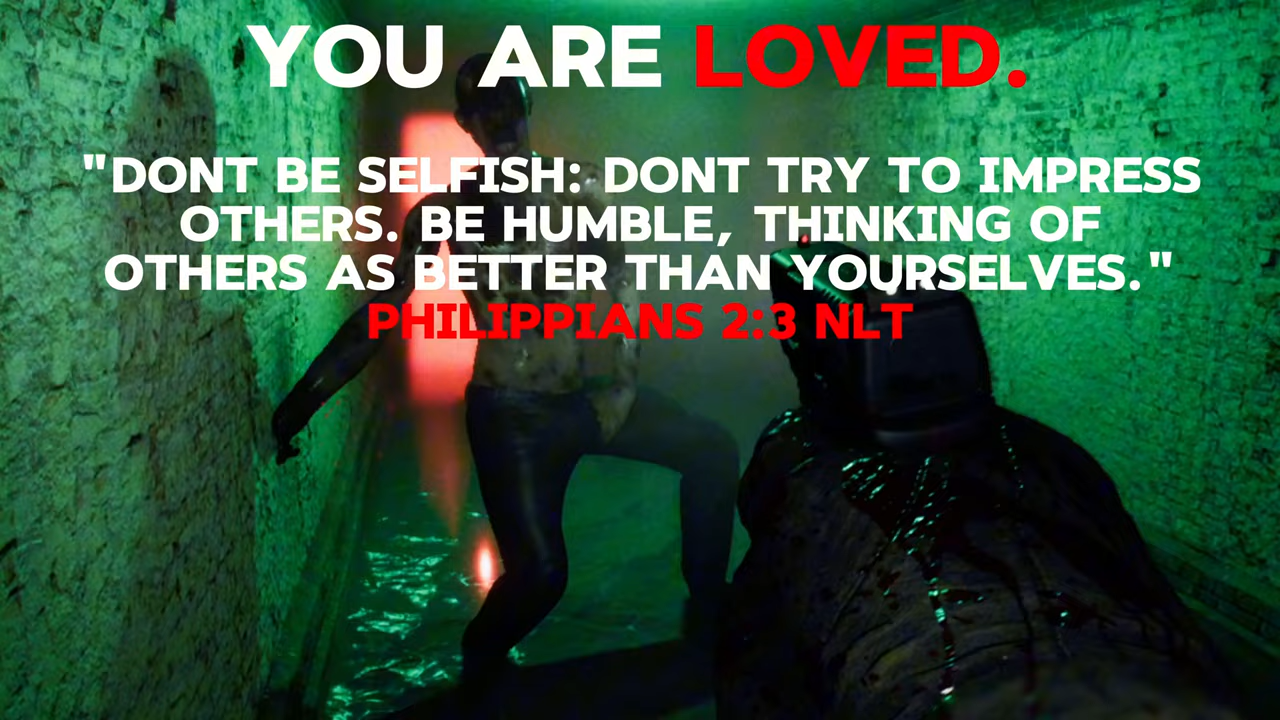 YOU ARE LOVED.
"DONT BE SELFISH: DONT TRY TO IMPRESS
OTHERS. BE HUMBLE, THINKING OF
OTHERS AS BETTER THAN YOURSELVES."
PHILIPPIANS 2:3 NLT